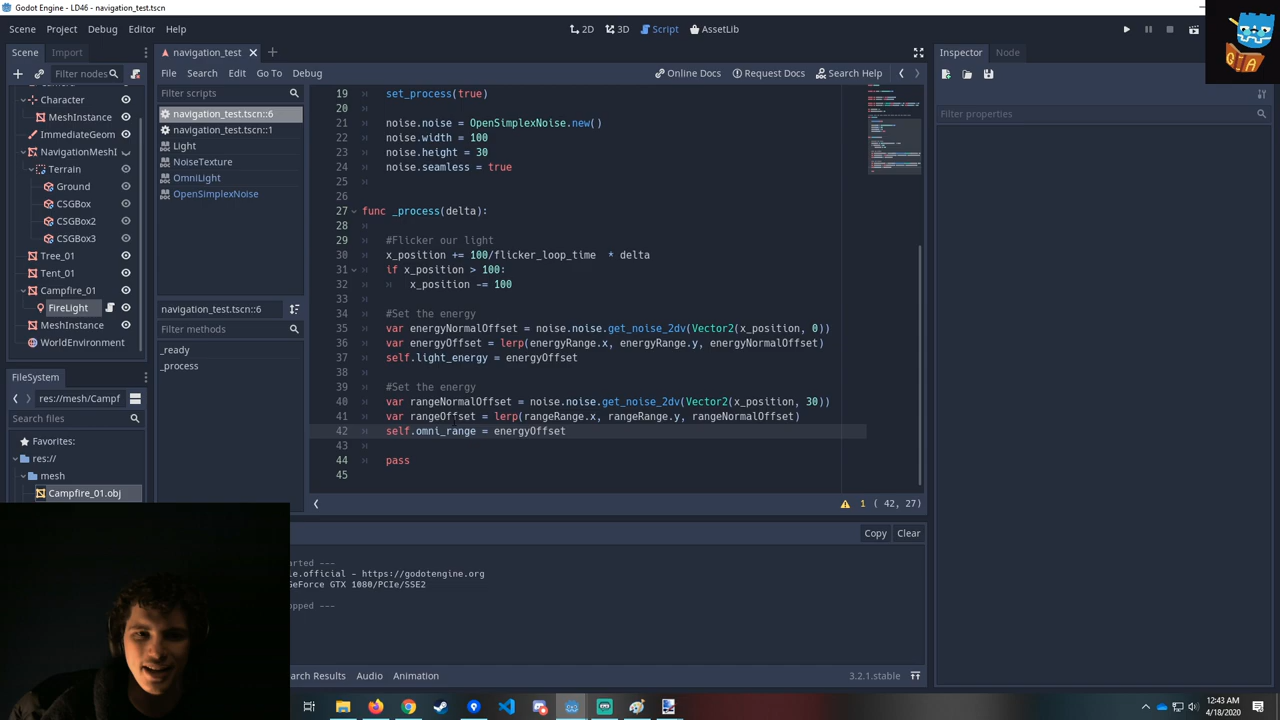 Godot Engine - LD46 - navigation_test.tscn
Scene Project Debug Editor Help
2D 3D Script AssetLib
Q A
Scene Import
Filter nodes
Character
MeshInstance
ImmediateGeom
NavigationMeshI
Terrain
Ground
CSGBox
CSGBox2
CSGBox3
Tree_01
Tent_01
Campfire_01
FireLight
MeshInstance
WorldEnvironment
FileSystem
res://mesh/Campf
Search files
Favorites:
res://
mesh
Campfire_01.obj
navigation_test
File Search Edit Go To Debug
Online Docs Request Docs Search Help
Filter scripts
navigation_test.tscn::6
navigation_test.tscn::1
Light
NoiseTexture
OmniLight
OpenSimplexNoise
navigation_test.tscn::6
Filter methods
_ready
_process
19 set_process(true)
20
21 noise.noise = OpenSimplexNoise.new()
22 noise.width = 100
23 noise.height = 30
24 noise.seamless = true
25
26
27 func _process(delta):
28
29 #Flicker our light
30 x_position += 100/flicker_loop_time  * delta
31 if x_position > 100:
32 x_position -= 100
33
34 #Set the energy
35 var energyNormalOffset = noise.noise.get_noise_2dv(Vector2(x_position, 0))
36 var energyOffset = lerp(energyRange.x, energyRange.y, energyNormalOffset)
37 self.light_energy = energyOffset
38
39 #Set the energy
40 var rangeNormalOffset = noise.noise.get_noise_2dv(Vector2(x_position, 30))
41 var rangeOffset = lerp(rangeRange.x, rangeRange.y, rangeNormalOffset)
42 self.omni_range = energyOffset
43
44 pass
45
1 ( 42, 27)
Copy Clear
arted ---
le.official - https://godotengine.org
GeForce GTX 1080/PCIe/SSE2
opped ---
arch Results Audio Animation
3.2.1.stable
Inspector Node
Filter properties
12:43 AM
4/18/2020